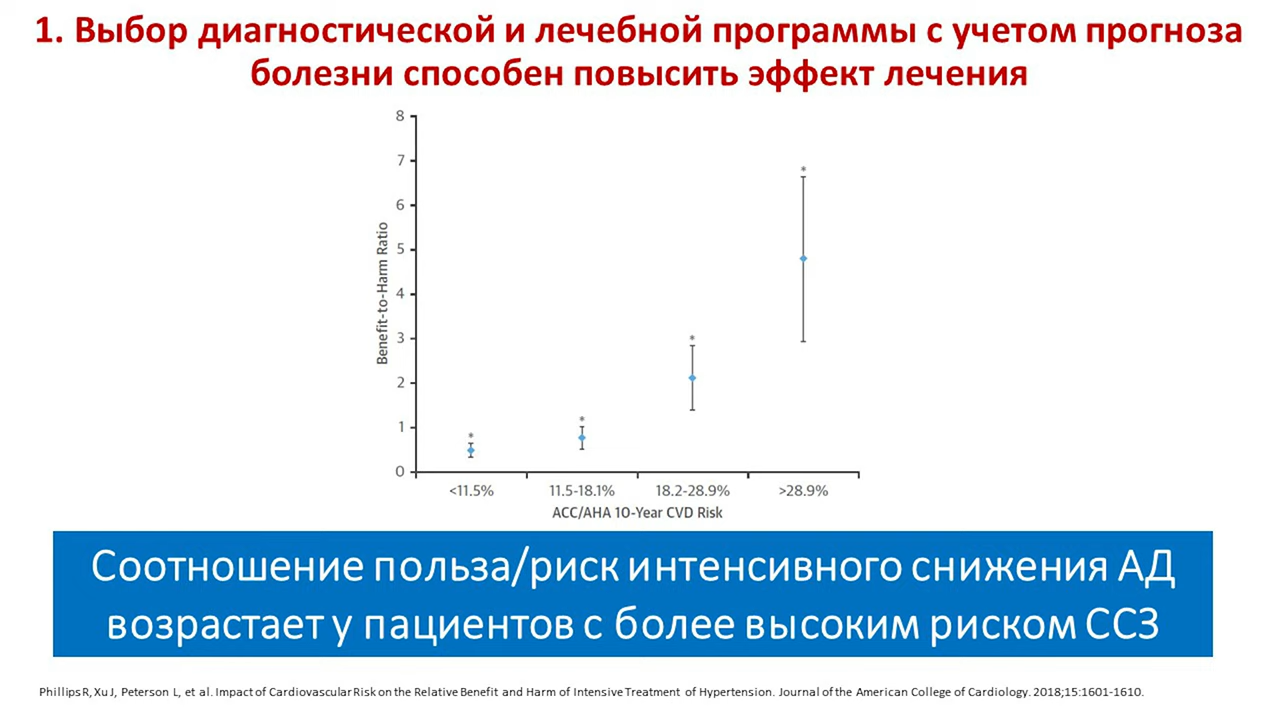 1. Выбор диагностической и лечебной программы с учетом прогноза
болезни способен повысить эффект лечения
8
7
6
5
4
3
2
1
0
Benefit-to-Harm Ratio
*
*
*
*
<11.5%
11.5-18.1%
18.2-28.9%
>28.9%
ACC/AHA 10-Year CVD Risk
Соотношение польза/риск интенсивного снижения АД
возрастает у пациентов с более высоким риском ССЗ
Phillips R, Xu J, Peterson L, et al. Impact of Cardiovascular Risk on the Relative Benefit and Harm of Intensive Treatment of Hypertension. Journal of the American College of Cardiology. 2018;15:1601-1610.